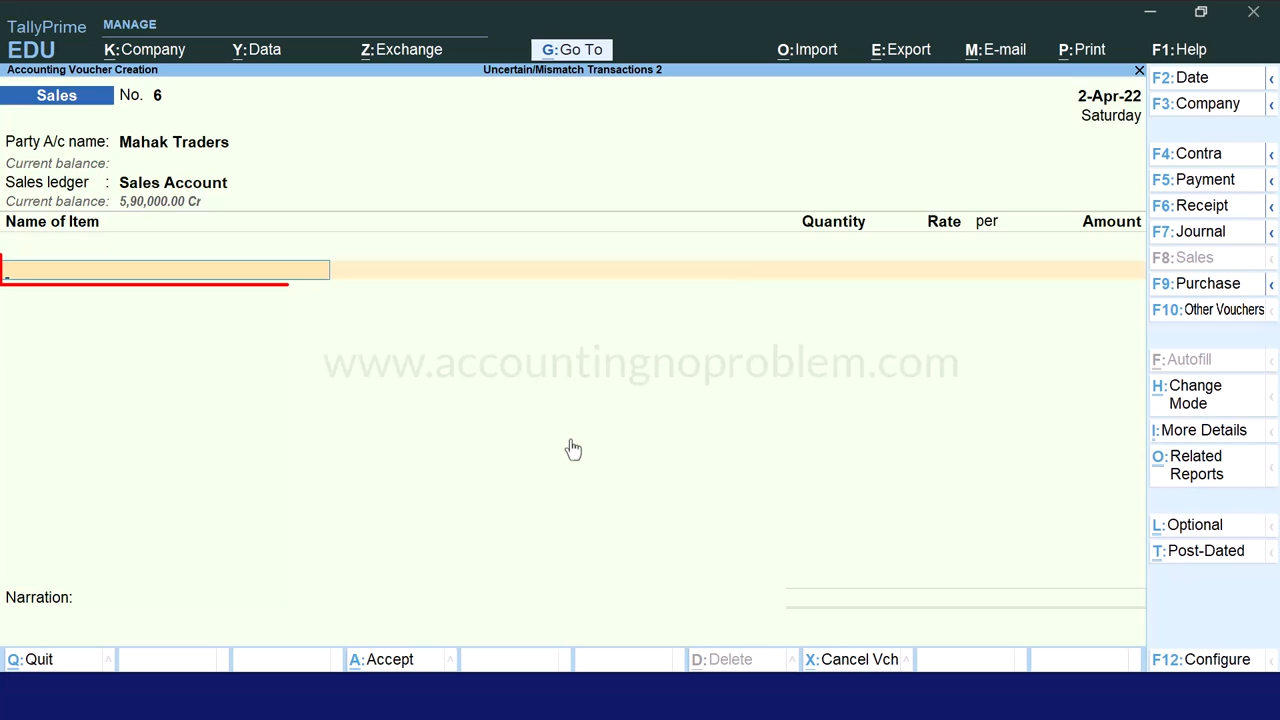 TallyPrime
EDU
MANAGE
K:Company Y:Data Z:Exchange G:Go To O:Import E:Export M:E-mail P:Print F1:Help
Accounting Voucher Creation Uncertain/Mismatch Transactions 2
Sales No. 6 2-Apr-22
Saturday
Party A/c name: Mahak Traders
Current balance:
Sales ledger : Sales Account
Current balance: 5,90,000.00 Cr
Name of Item Quantity Rate per Amount
www.accountingnoproblem.com
Narration:
F2:Date
F3:Company
F4:Contra
F5:Payment
F6:Receipt
F7:Journal
F8:Sales
F9:Purchase
F10:Other Vouchers
F:Autofill
H:Change
Mode
I:More Details
O:Related
Reports
L:Optional
T:Post-Dated
Q:Quit A:Accept D:Delete X:Cancel Vch F12:Configure